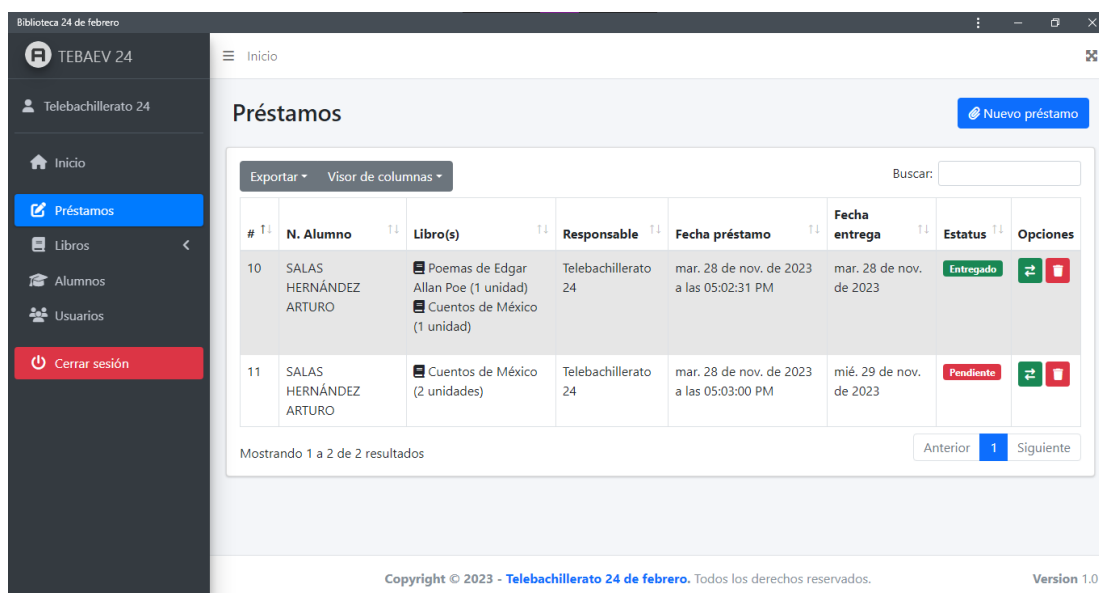 Biblioteca 24 de febrero
TEBAEV 24
Inicio
Telebachillerato 24
Préstamos
Nuevo préstamo
Inicio
Exportar
Visor de columnas
Buscar:
Préstamos
Libros
Alumnos
Usuarios
Cerrar sesión
#
N. Alumno
Libro(s)
Responsable
Fecha préstamo
Fecha
entrega
Estatus
Opciones
10
SALAS
HERNÁNDEZ
ARTURO
Poemas de Edgar
Allan Poe (1 unidad)
Cuentos de México
(1 unidad)
Telebachillerato
24
mar. 28 de nov. de 2023
a las 05:02:31 PM
mar. 28 de nov.
de 2023
Entregado
11
SALAS
HERNÁNDEZ
ARTURO
Cuentos de México
(2 unidades)
Telebachillerato
24
mar. 28 de nov. de 2023
a las 05:03:00 PM
mié. 29 de nov.
de 2023
Pendiente
Mostrando 1 a 2 de 2 resultados
Anterior
1
Siguiente
Copyright © 2023 - Telebachillerato 24 de febrero. Todos los derechos reservados.
Version 1.0